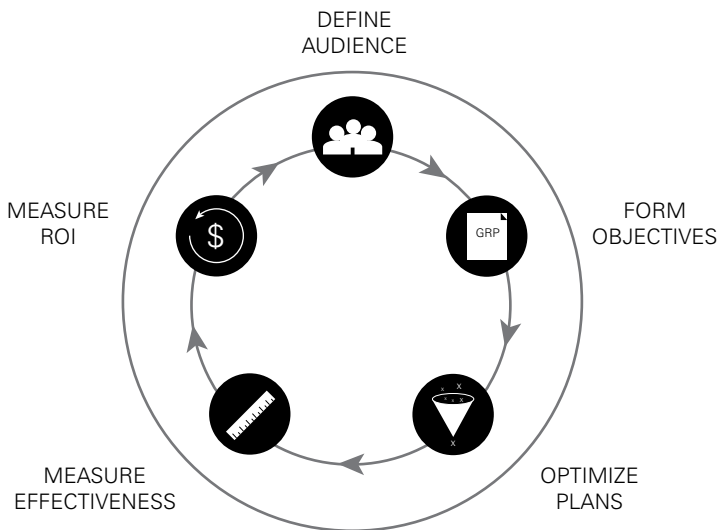 DEFINE
AUDIENCE
FORM
OBJECTIVES
GRP
OPTIMIZE
PLANS
X
x
x
x
x
X
MEASURE
EFFECTIVENESS
MEASURE
ROI
$